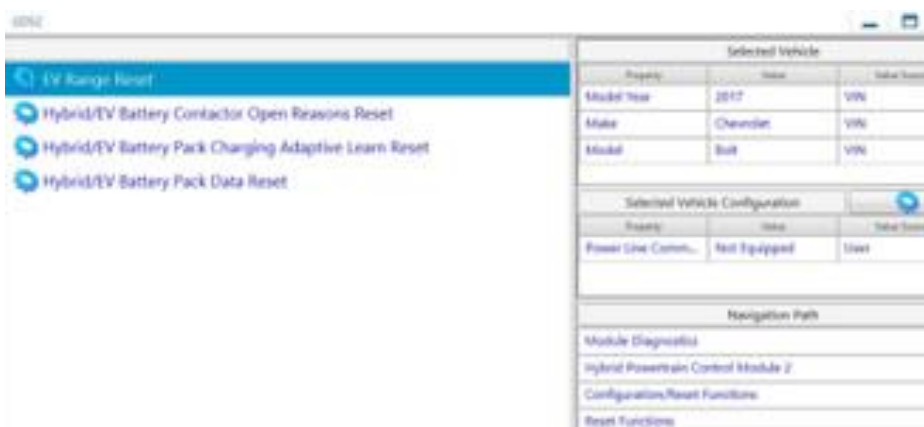 GDS2
EV Range Reset
Hybrid/EV Battery Contactor Open Reasons Reset
Hybrid/EV Battery Pack Charging Adaptive Learn Reset
Hybrid/EV Battery Pack Data Reset
Selected Vehicle
Property Value Value Source
Model Year 2017 VIN
Make Chevrolet VIN
Model Bolt VIN
Selected Vehicle Configuration
Property Value Value Source
Power Line Comm... Not Equipped User
Navigation Path
Module Diagnostics
Hybrid Powertrain Control Module 2
Configuration/Reset Functions
Reset Functions